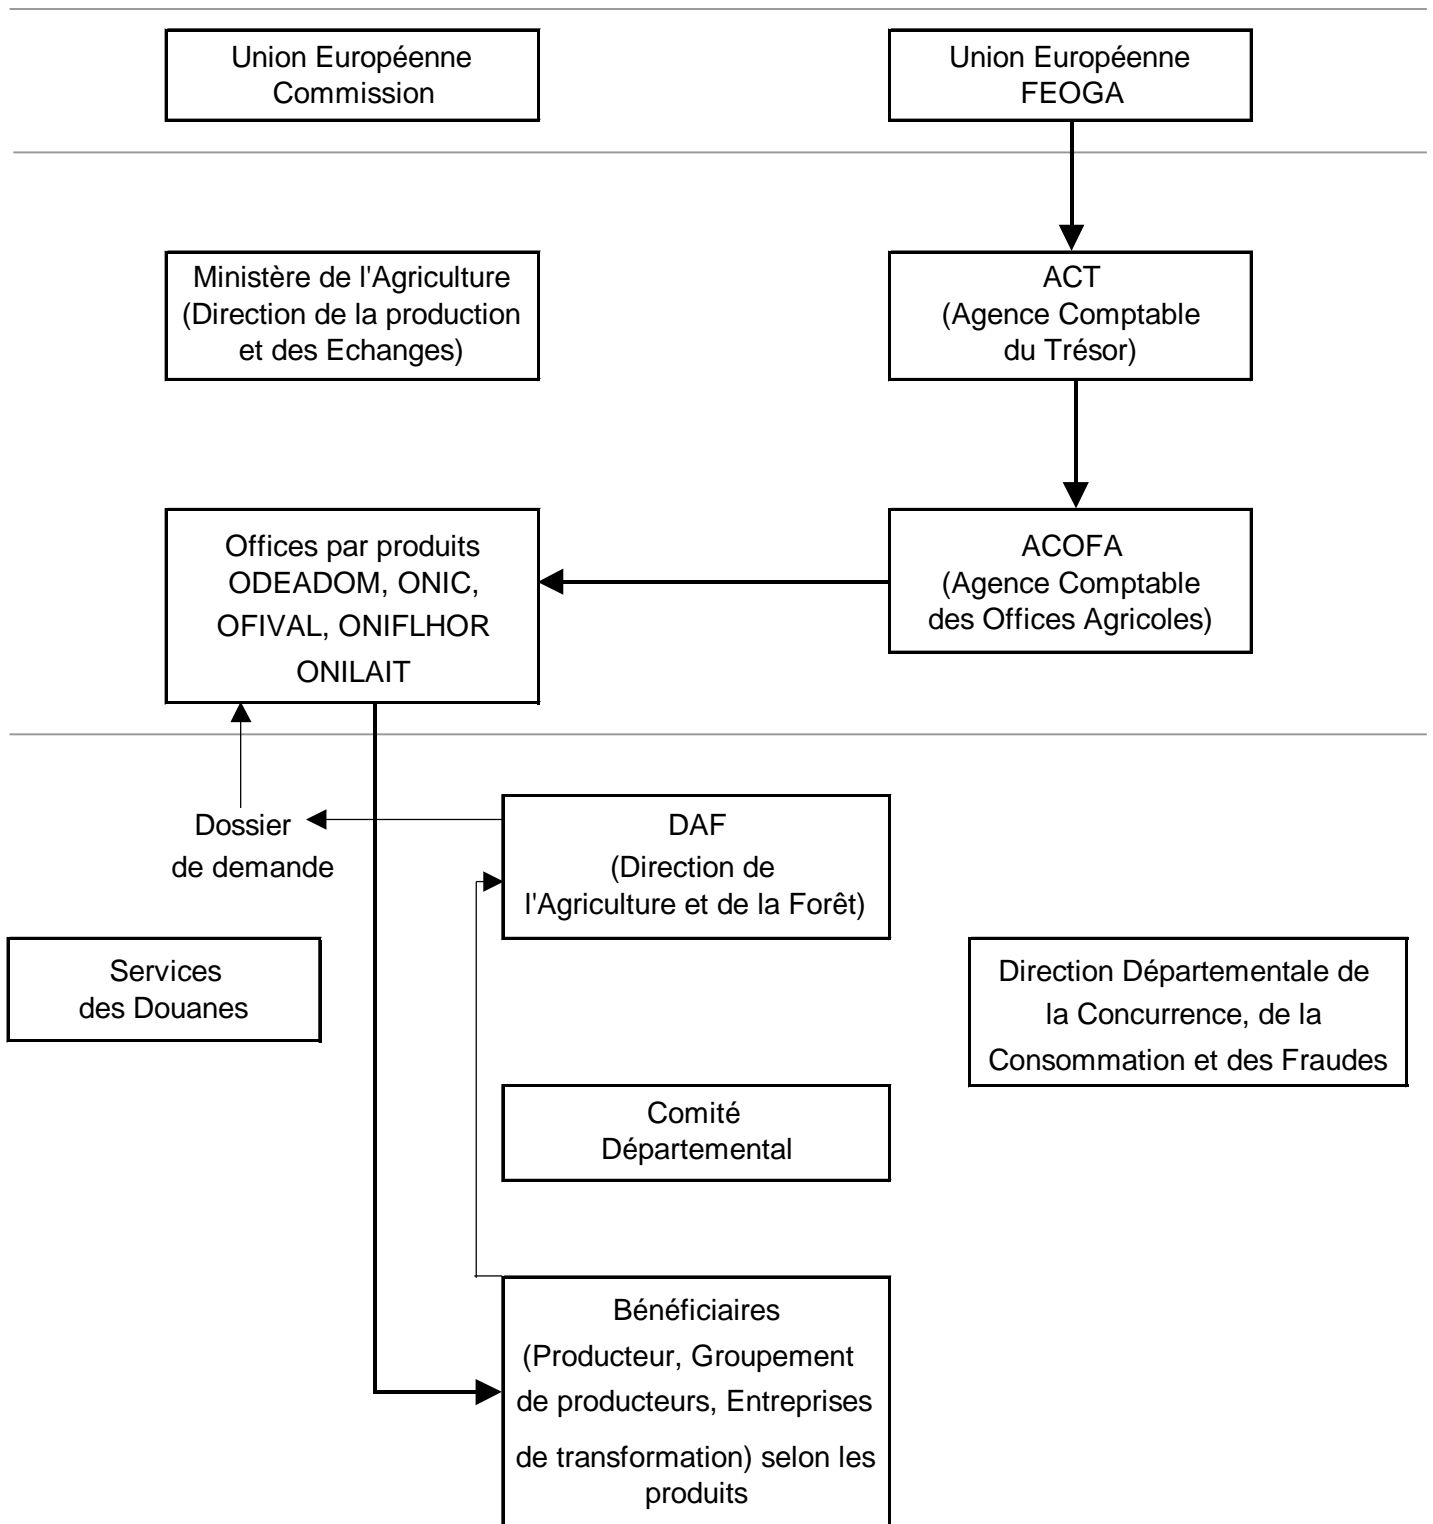 Union Européenne
Commission
Union Européenne
FEOGA
Ministère de l'Agriculture
(Direction de la production
et des Echanges)
ACT
(Agence Comptable
du Trésor)
Offices par produits
ODEADOM, ONIC,
OFIVAL, ONIFLHOR
ONILAIT
ACOFA
(Agence Comptable
des Offices Agricoles)
Dossier
de demande
DAF
(Direction de
l'Agriculture et de la Forêt)
Services
des Douanes
Direction Départementale de
la Concurrence, de la
Consommation et des Fraudes
Comité
Départemental
Bénéficiaires
(Producteur, Groupement
de producteurs, Entreprises
de transformation) selon les
produits